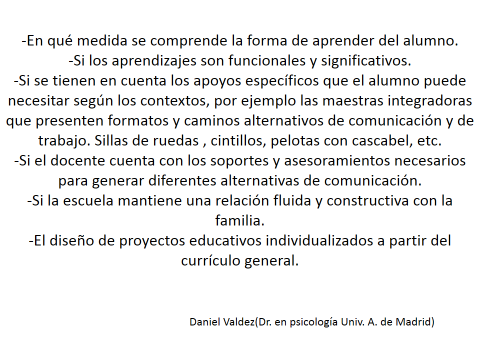 -En qué medida se comprende la forma de aprender del alumno.
-Si los aprendizajes son funcionales y significativos.
-Si se tienen en cuenta los apoyos específicos que el alumno puede
necesitar según los contextos, por ejemplo las maestras integradoras
que presenten formatos y caminos alternativos de comunicación y de
trabajo. Sillas de ruedas , cintillos, pelotas con cascabel, etc.
-Si el docente cuenta con los soportes y asesoramientos necesarios
para generar diferentes alternativas de comunicación.
-Si la escuela mantiene una relación fluida y constructiva con la
familia.
-El diseño de proyectos educativos individualizados a partir del
currículo general.
Daniel Valdez(Dr. en psicología Univ. A. de Madrid)